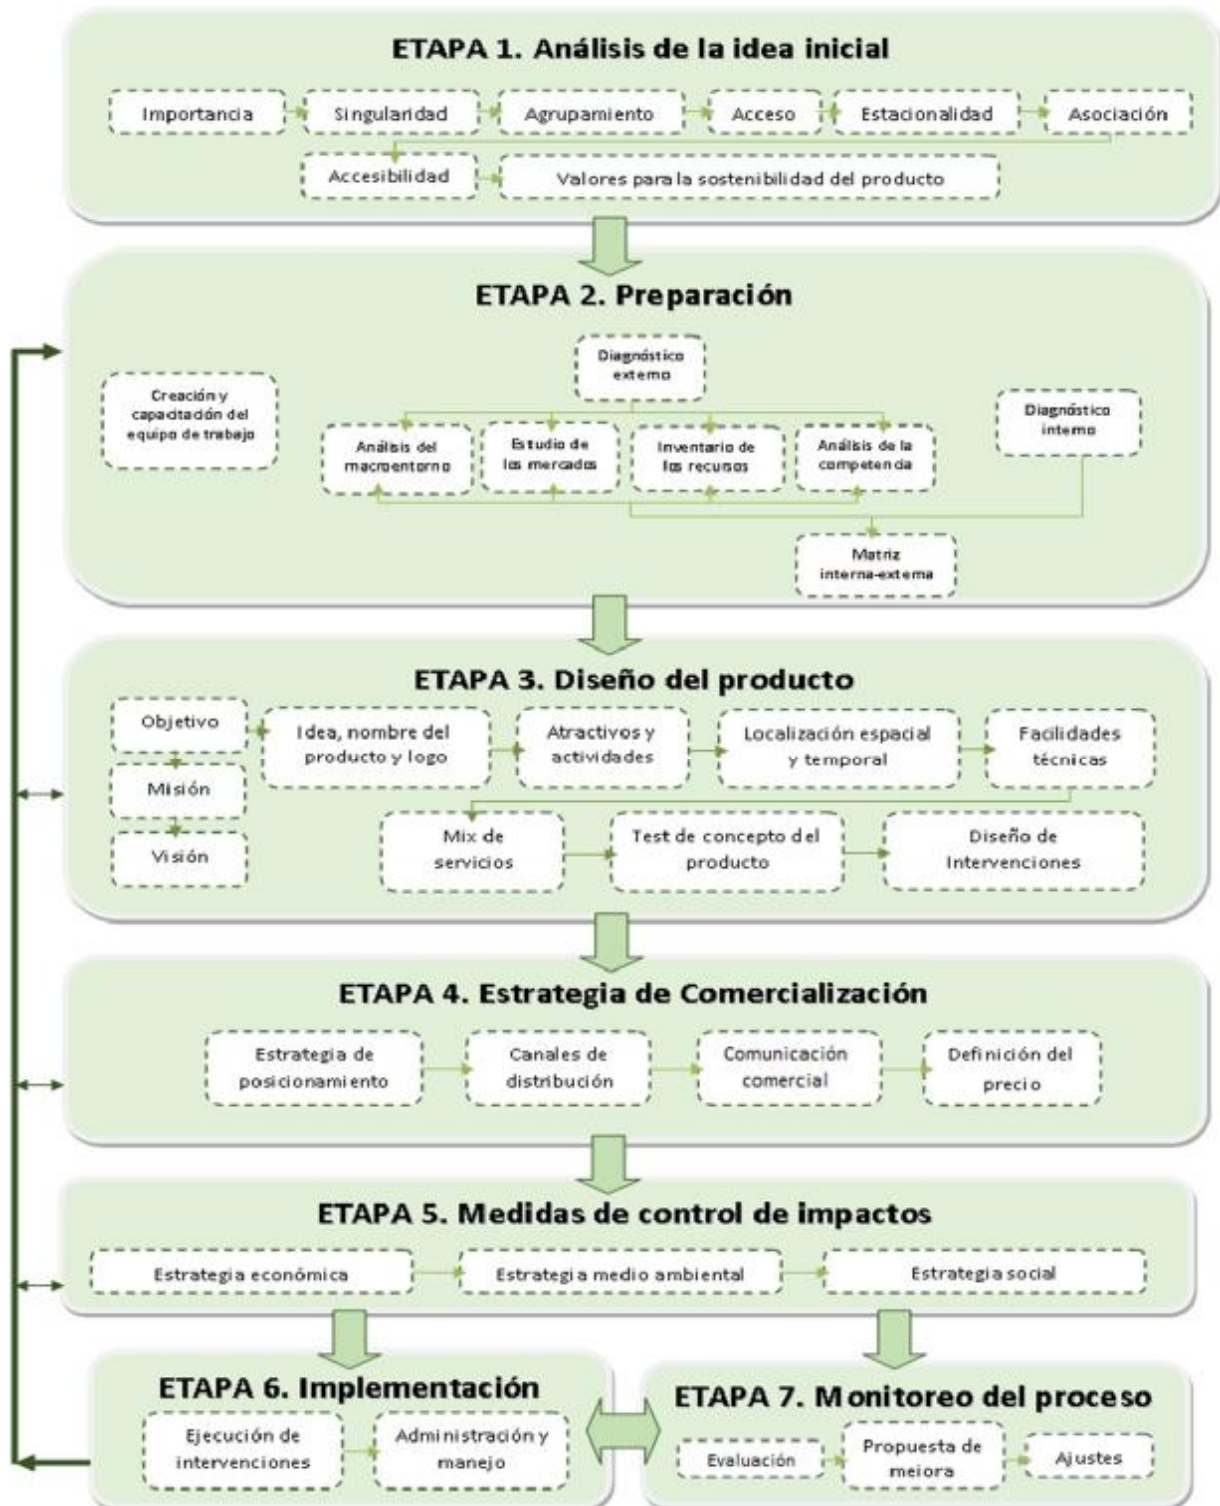 ETAPA 1. Análisis de la idea inicial
Importancia
Singularidad
Agrupamiento
Acceso
Estacionalidad
Asociación
Accesibilidad
Valores para la sostenibilidad del producto
ETAPA 2. Preparación
Creación y
capacitación del
equipo de trabajo
Diagnóstico
externo
Análisis del
macroentorno
Estudio de
los mercados
Inventario de
los recursos
Análisis de la
competencia
Diagnóstico
interno
Matriz
interna-externa
ETAPA 3. Diseño del producto
Objetivo
Misión
Visión
Idea, nombre del
producto y logo
Atractivos y
actividades
Localización espacial
y temporal
Facilidades
técnicas
Mix de
servicios
Test de concepto del
producto
Diseño de
Intervenciones
ETAPA 4. Estrategia de Comercialización
Estrategia de
posicionamiento
Canales de
distribución
Comunicación
comercial
Definición del
precio
ETAPA 5. Medidas de control de impactos
Estrategia económica
Estrategia medio ambiental
Estrategia social
ETAPA 6. Implementación
Ejecución de
intervenciones
Administración y
manejo
ETAPA 7. Monitoreo del proceso
Evaluación
Propuesta de
mejora
Ajustes